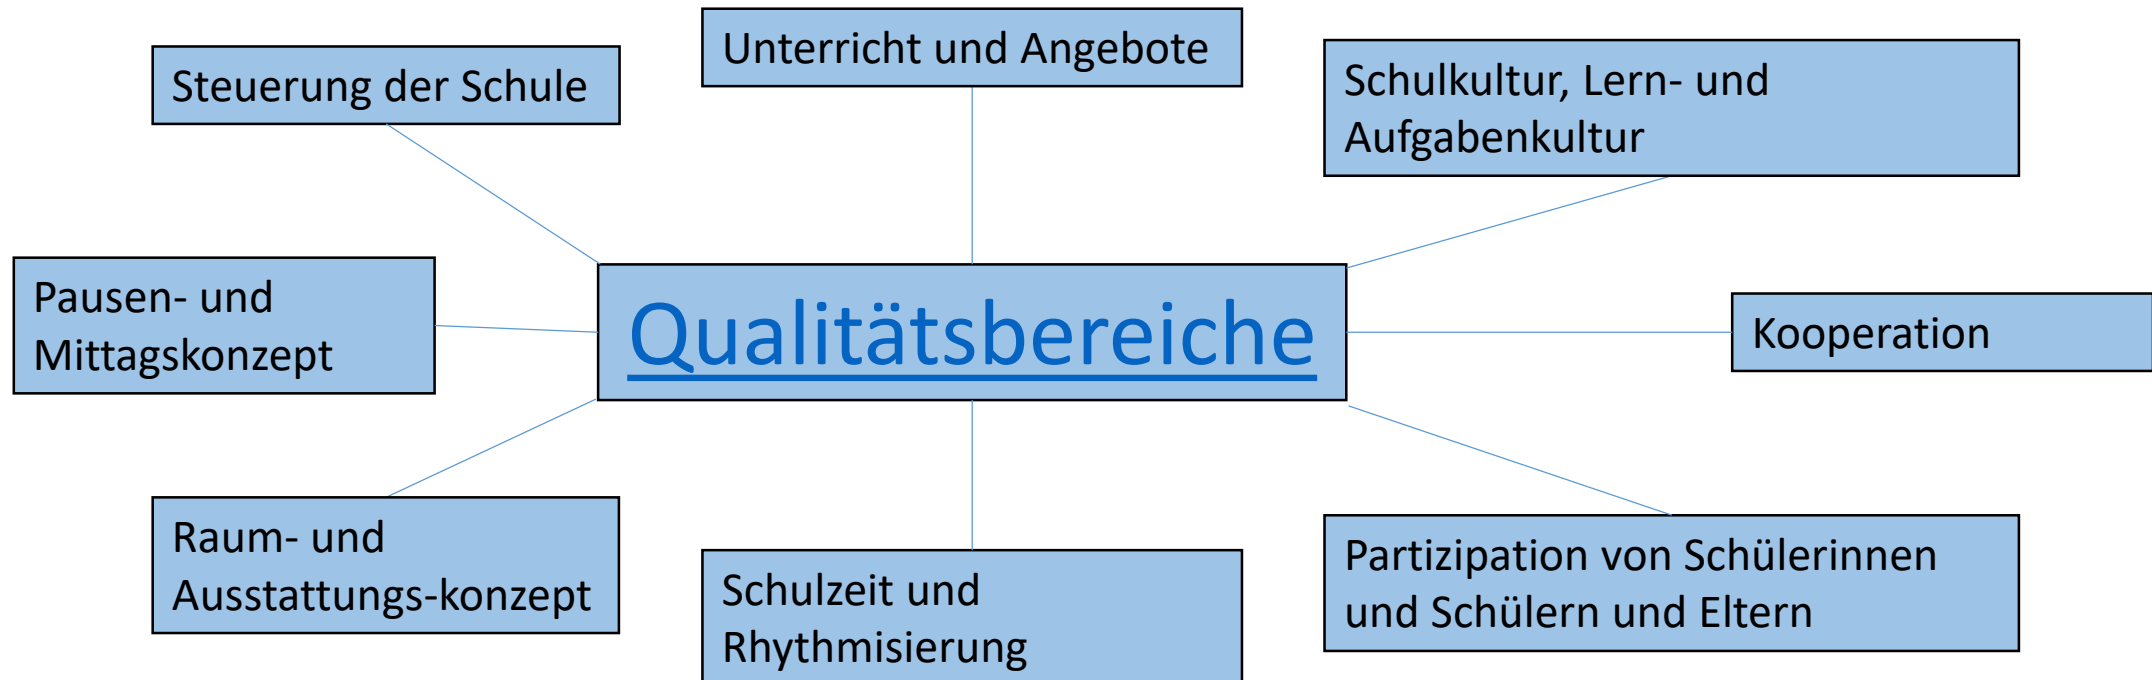 Unterricht und Angebote
Steuerung der Schule
Schulkultur, Lern- und
Aufgabenkultur
Pausen- und
Mittagskonzept
Qualitätsbereiche
Kooperation
Raum- und
Ausstattungs-konzept
Schulzeit und
Rhythmisierung
Partizipation von Schülerinnen
und Schülern und Eltern